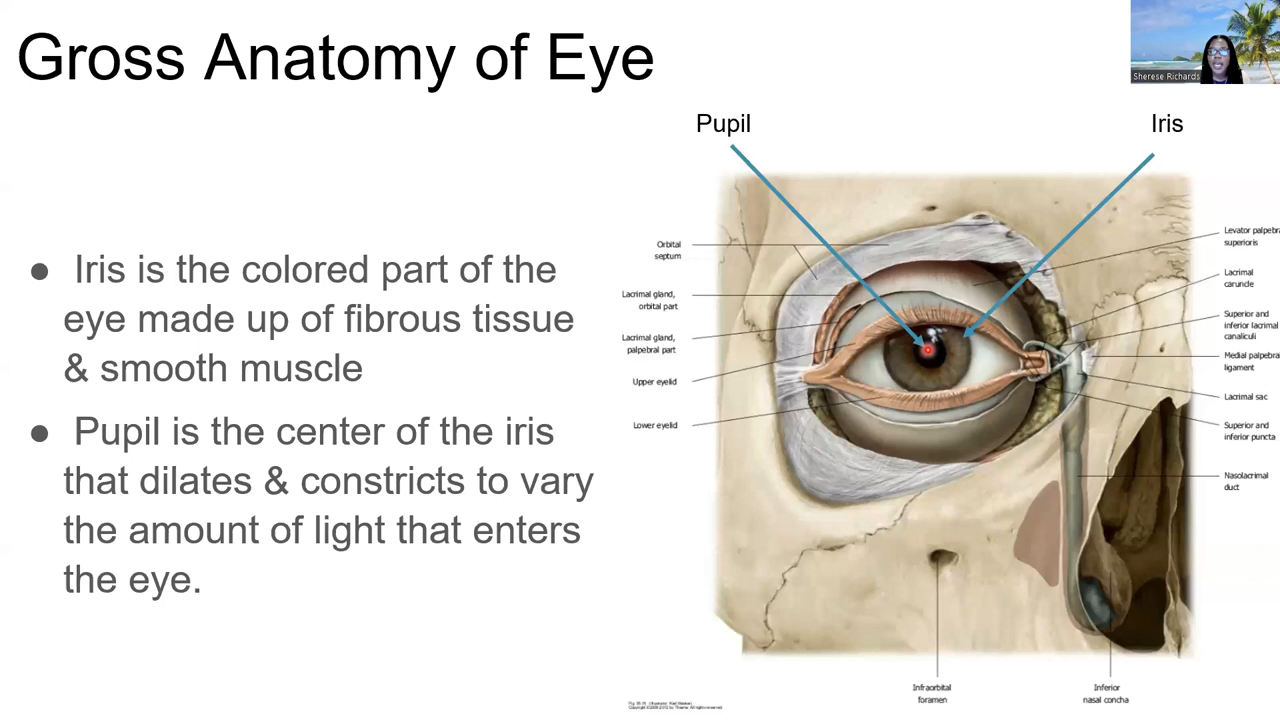 Gross Anatomy of Eye
Sherese Richards
Pupil
Iris
● Iris is the colored part of the
eye made up of fibrous tissue
& smooth muscle
● Pupil is the center of the iris
that dilates & constricts to vary
the amount of light that enters
the eye.
Orbital
septum
Lacrimal gland,
orbital part
Lacrimal gland,
palpebral part
Upper eyelid
Lower eyelid
Levator palpebra
superioris
Lacrimal
caruncle
Superior and
inferior lacrimal
canaliculi
Medial palpebra
ligament
Lacrimal sac
Superior and
inferior puncta
Nasolacrimal
duct
Infraorbital
foramen
Inferior
nasal concha